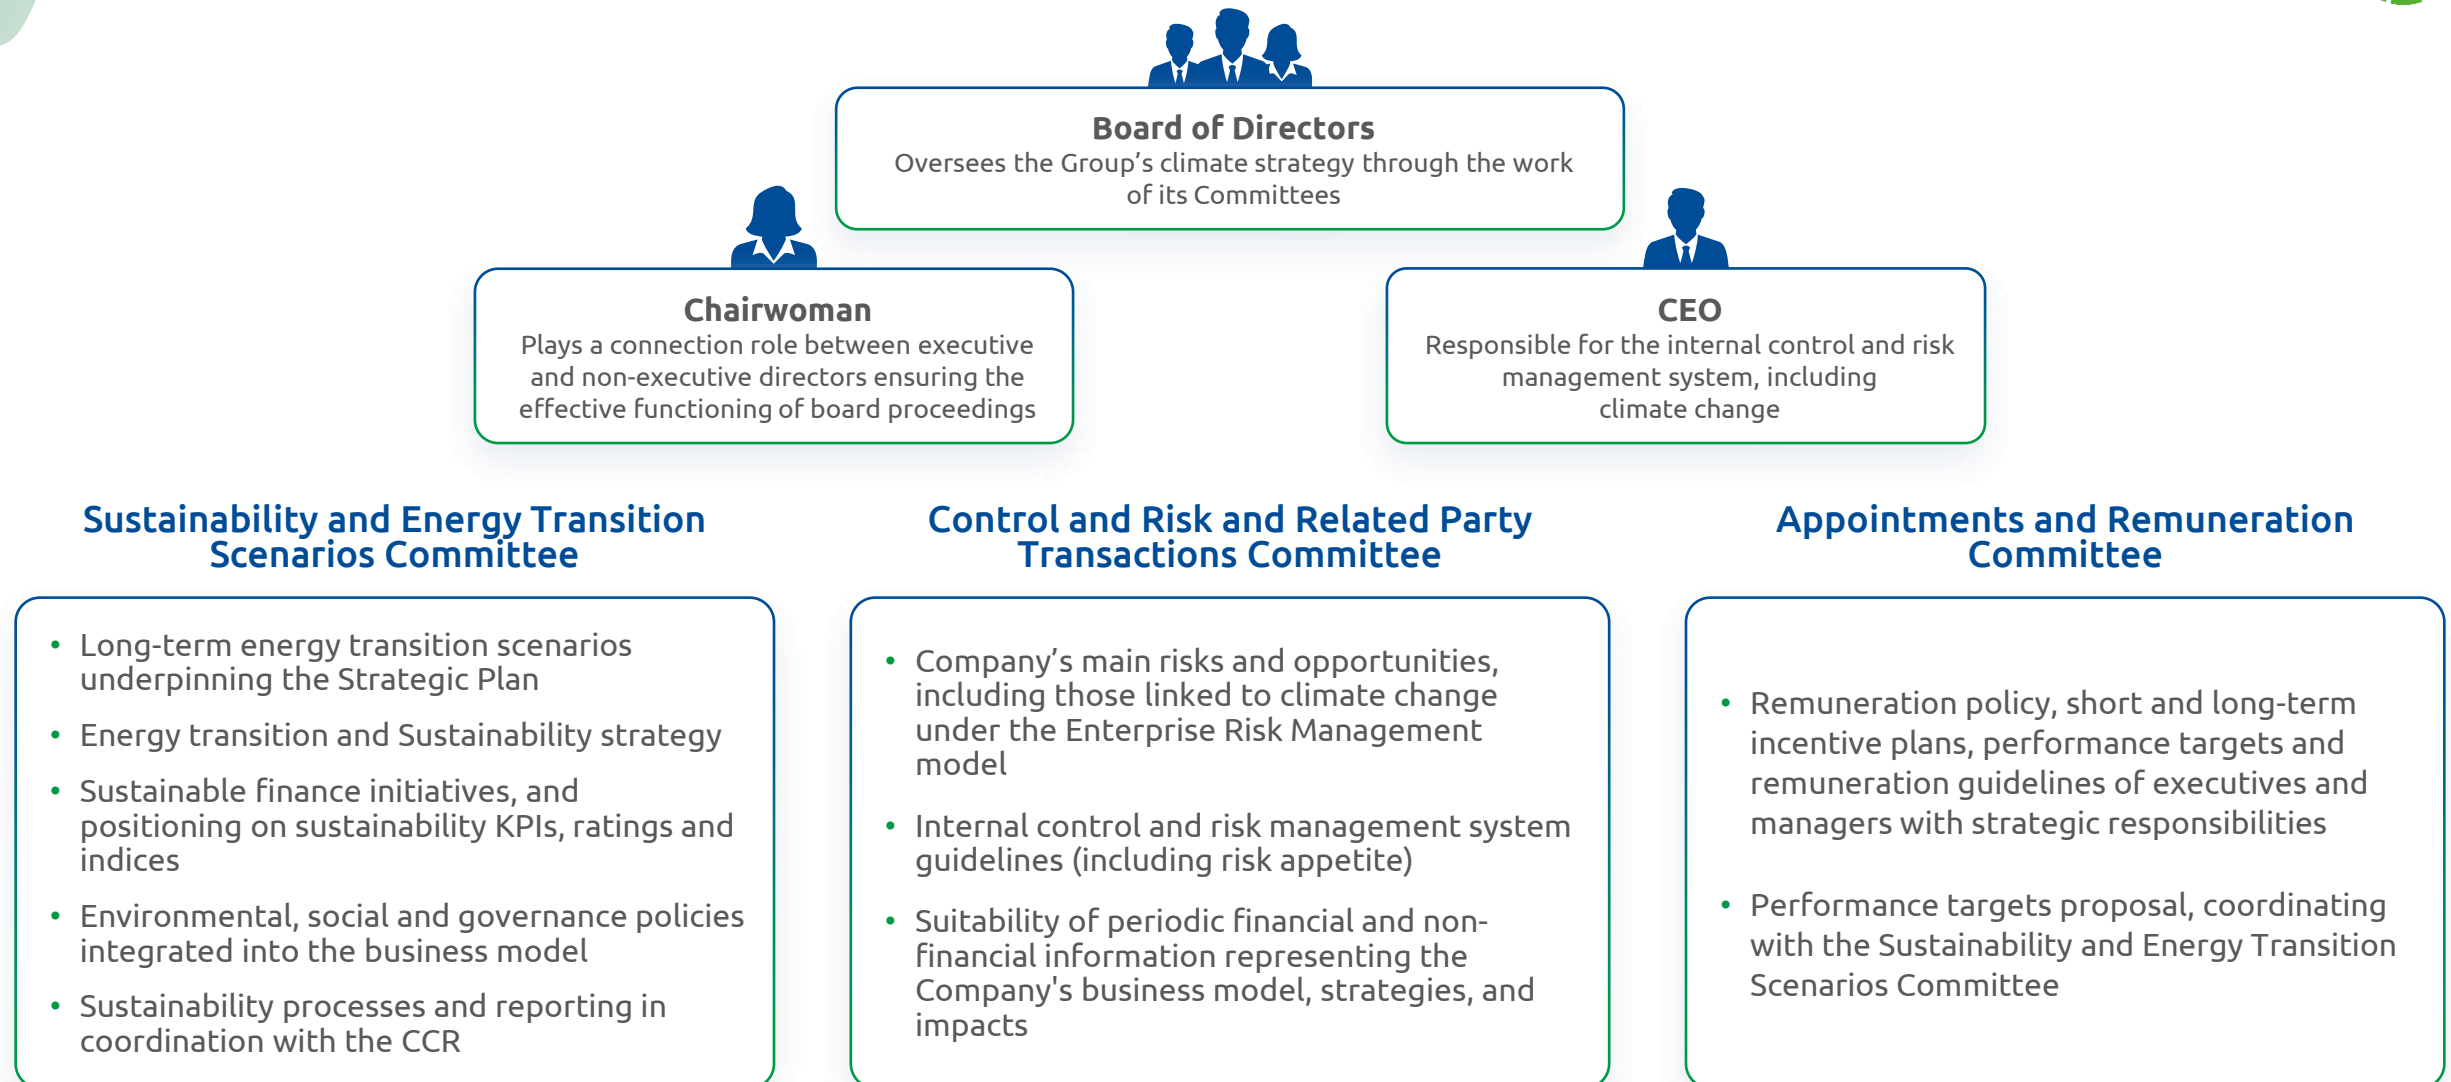 Board of Directors
Oversees the Group’s climate strategy through the work
of its Committees
Chairwoman
Plays a connection role between executive
and non-executive directors ensuring the
effective functioning of board proceedings
CEO
Responsible for the internal control and risk
management system, including
climate change
Sustainability and Energy Transition
Scenarios Committee
• Long-term energy transition scenarios
underpinning the Strategic Plan
• Energy transition and Sustainability strategy
• Sustainable finance initiatives, and
positioning on sustainability KPIs, ratings and
indices
• Environmental, social and governance policies
integrated into the business model
• Sustainability processes and reporting in
coordination with the CCR
Control and Risk and Related Party
Transactions Committee
• Company’s main risks and opportunities,
including those linked to climate change
under the Enterprise Risk Management
model
• Internal control and risk management system
guidelines (including risk appetite)
• Suitability of periodic financial and non-
financial information representing the
Company's business model, strategies, and
impacts
Appointments and Remuneration
Committee
• Remuneration policy, short and long-term
incentive plans, performance targets and
remuneration guidelines of executives and
managers with strategic responsibilities
• Performance targets proposal, coordinating
with the Sustainability and Energy Transition
Scenarios Committee